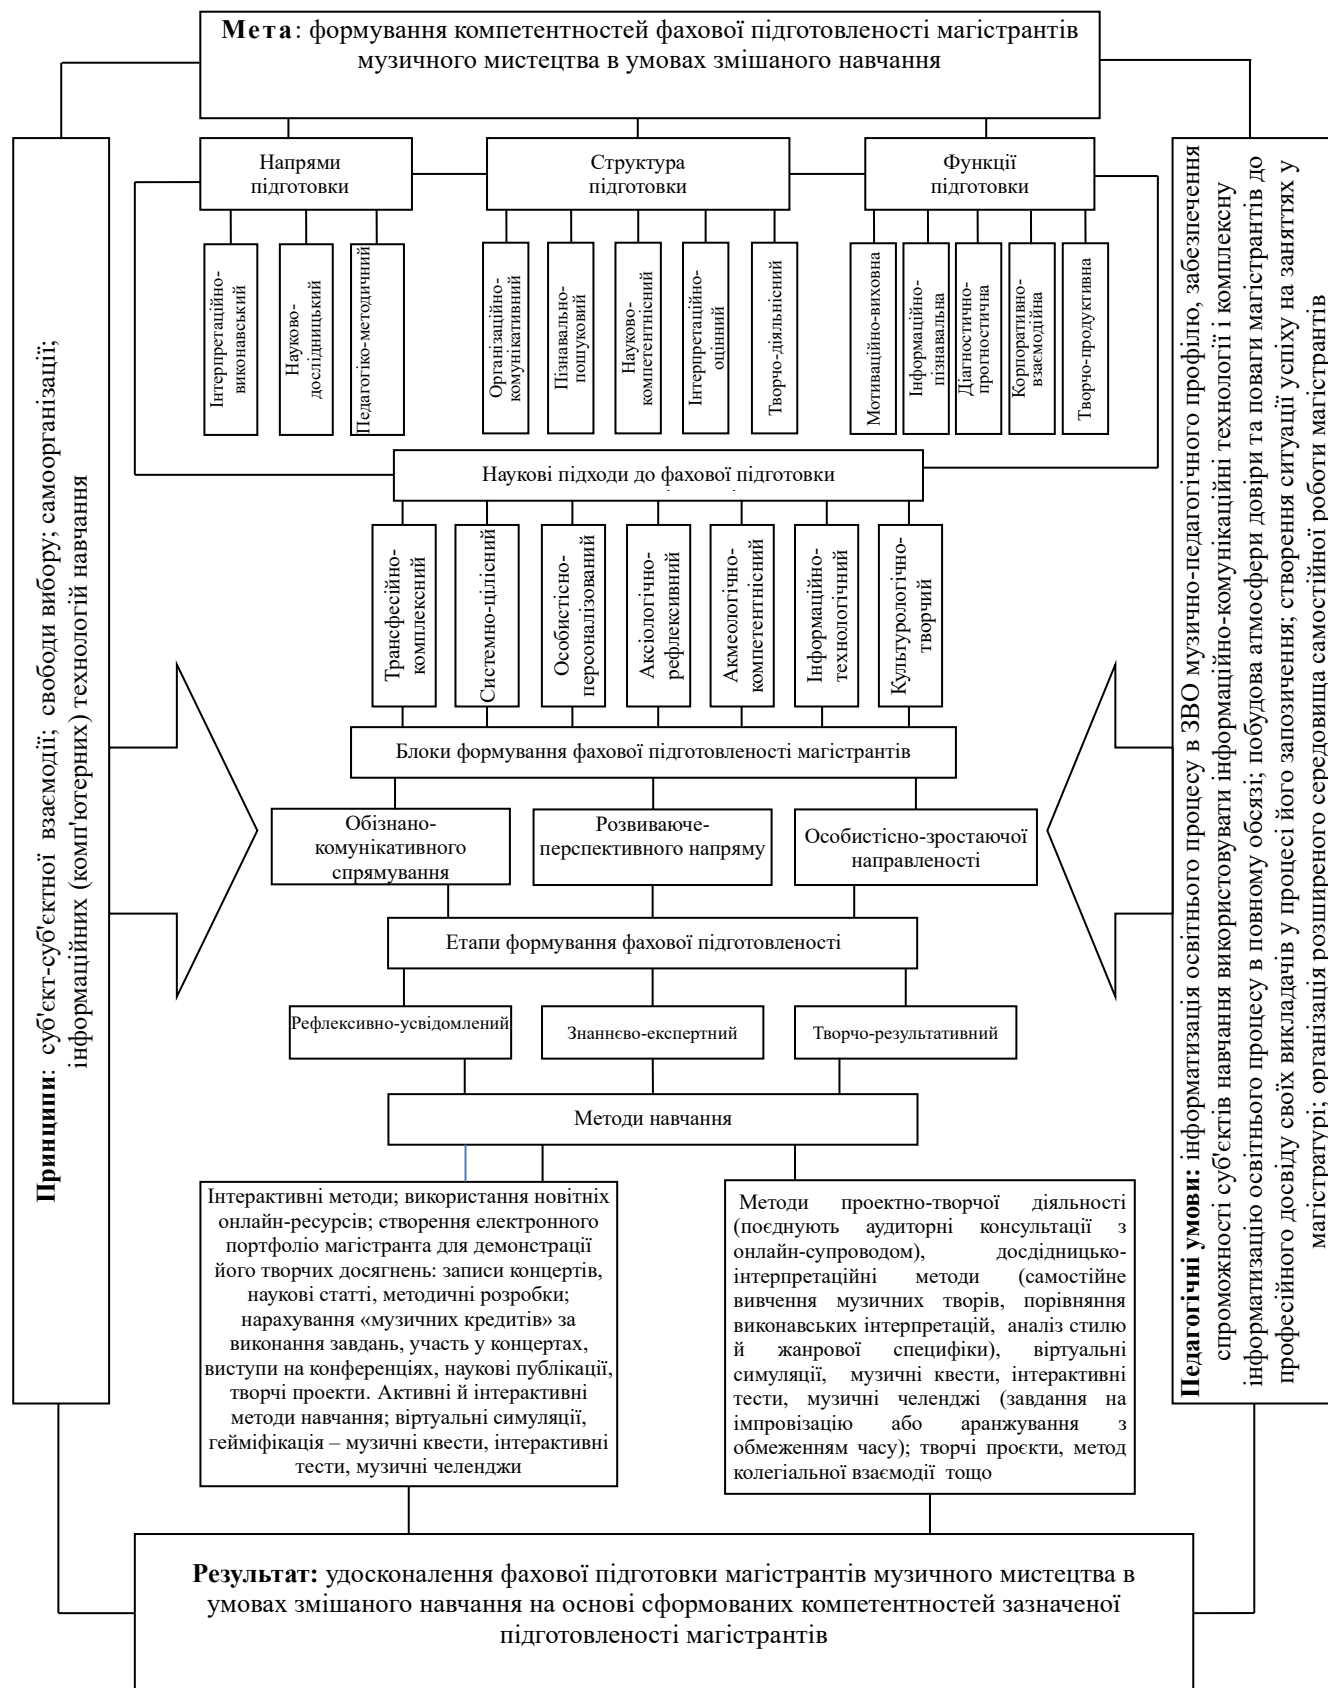 Мета: формування компетентностей фахової підготовленості магістрантів
музичного мистецтва в умовах змішаного навчання
Принципи: суб'єкт-суб'єктної взаємодії; свободи вибору; самоорганізації;
інформаційних (комп'ютерних) технологій навчання
Напрями
підготовки
Структура
підготовки
Функції
підготовки
Інтерпретаційно-
виконавський
Науково-
дослідницький
Педагогіко-методичний
Організаційно-
комунікативний
Пізнавально-
пошуковий
Науково-
компетентнісний
Інтерпретаційно-
оцінний
Творчо-діяльнісний
Мотиваційно-виховна
Інформаційно-
пізнавальна
Діагностично-
прогностична
Корпоративно-
взаємодійна
Творчо-продуктивна
Наукові підходи до фахової підготовки
Трансфесійно-
комплексний
Системно-цілісний
Особистісно-
персоналізований
Аксіологічно-
рефлексивний
Акмеологічно-
компетентнісний
Інформаційно-
технологічний
Культурологічно-
творчий
Блоки формування фахової підготовленості магістрантів
Обізнано-
комунікативного
спрямування
Розвиваюче-
перспективного напряму
Особистісно-зростаючої
направленості
Етапи формування фахової підготовленості
Рефлексивно-усвідомлений
Знаннєво-експертний
Творчо-результативний
Методи навчання
Інтерактивні методи; використання новітніх
онлайн-ресурсів; створення електронного
портфоліо магістранта для демонстрації
його творчих досягнень: записи концертів,
наукові статті, методичні розробки;
нарахування «музичних кредитів» за
виконання завдань, участь у концертах,
виступи на конференціях, наукові публікації,
творчі проекти. Активні й інтерактивні
методи навчання; віртуальні симуляції,
гейміфікація – музичні квести, інтерактивні
тести, музичні челенджи
Методи проектно-творчої діяльності
(поєднують аудиторні консультації з
онлайн-супроводом), досдідницько-
інтерпретаційні методи (самостійне
вивчення музичних творів, порівняння
виконавських інтерпретацій, аналіз стилю
й жанрової специфіки), віртуальні
симуляції, музичні квести, інтерактивні
тести, музичні челенджі (завдання на
імпровізацію або аранжування з
обмеженням часу); творчі проєкти, метод
колегіальної взаємодії тощо
Педагогічні умови: інформатизація освітнього процесу в ЗВО музично-педагогічного профілю, забезпечення
спроможності суб'єктів навчання використовувати інформаційно-комунікаційні технології і комплексну
інформатизацію освітнього процесу в повному обсязі; побудова атмосфери довіри та поваги магістрантів до
професійного досвіду своїх викладачів у процесі його запозичення; створення ситуації успіху на заняттях у
магістратурі; організація розширеного середовища самостійної роботи магістрантів
Результат: удосконалення фахової підготовки магістрантів музичного мистецтва в
умовах змішаного навчання на основі сформованих компетентностей зазначеної
підготовленості магістрантів